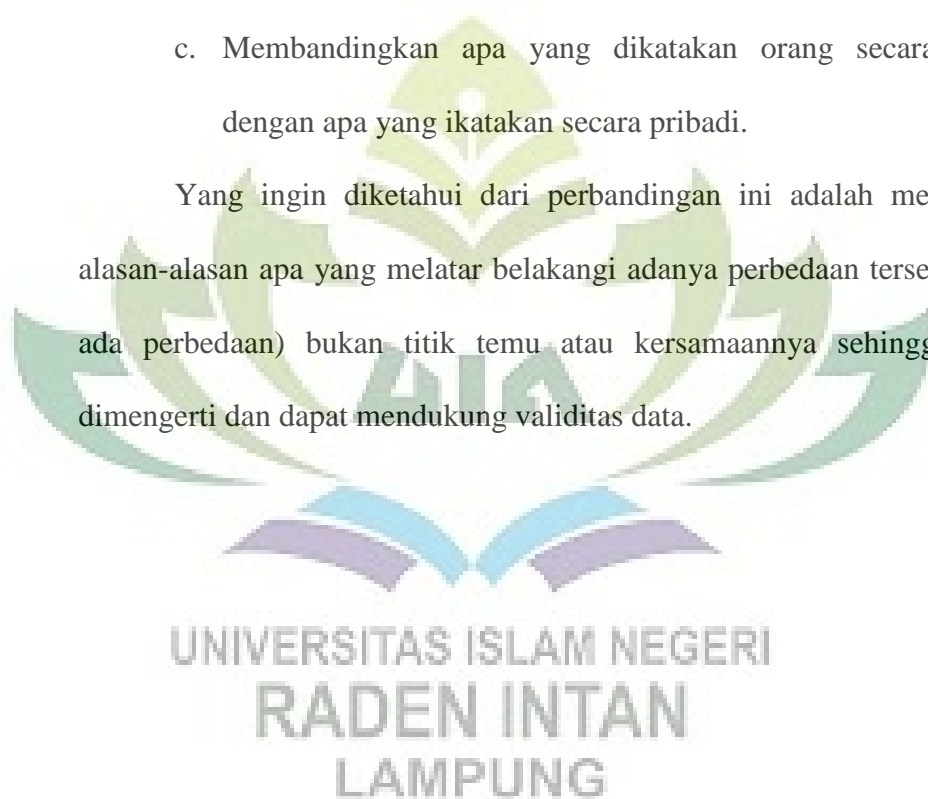 c. Membandingkan apa yang dikatakan orang secara
dengan apa yang ikatakan secara pribadi.
Yang ingin diketahui dari perbandingan ini adalah me
alasan-alasan apa yang melatar belakangi adanya perbedaan terse
ada perbedaan) bukan titik temu atau kersamaannya sehingg
dimengerti dan dapat mendukung validitas data.
UIN
UNIVERSITAS ISLAM NEGERI
RADEN INTAN
LAMPUNG